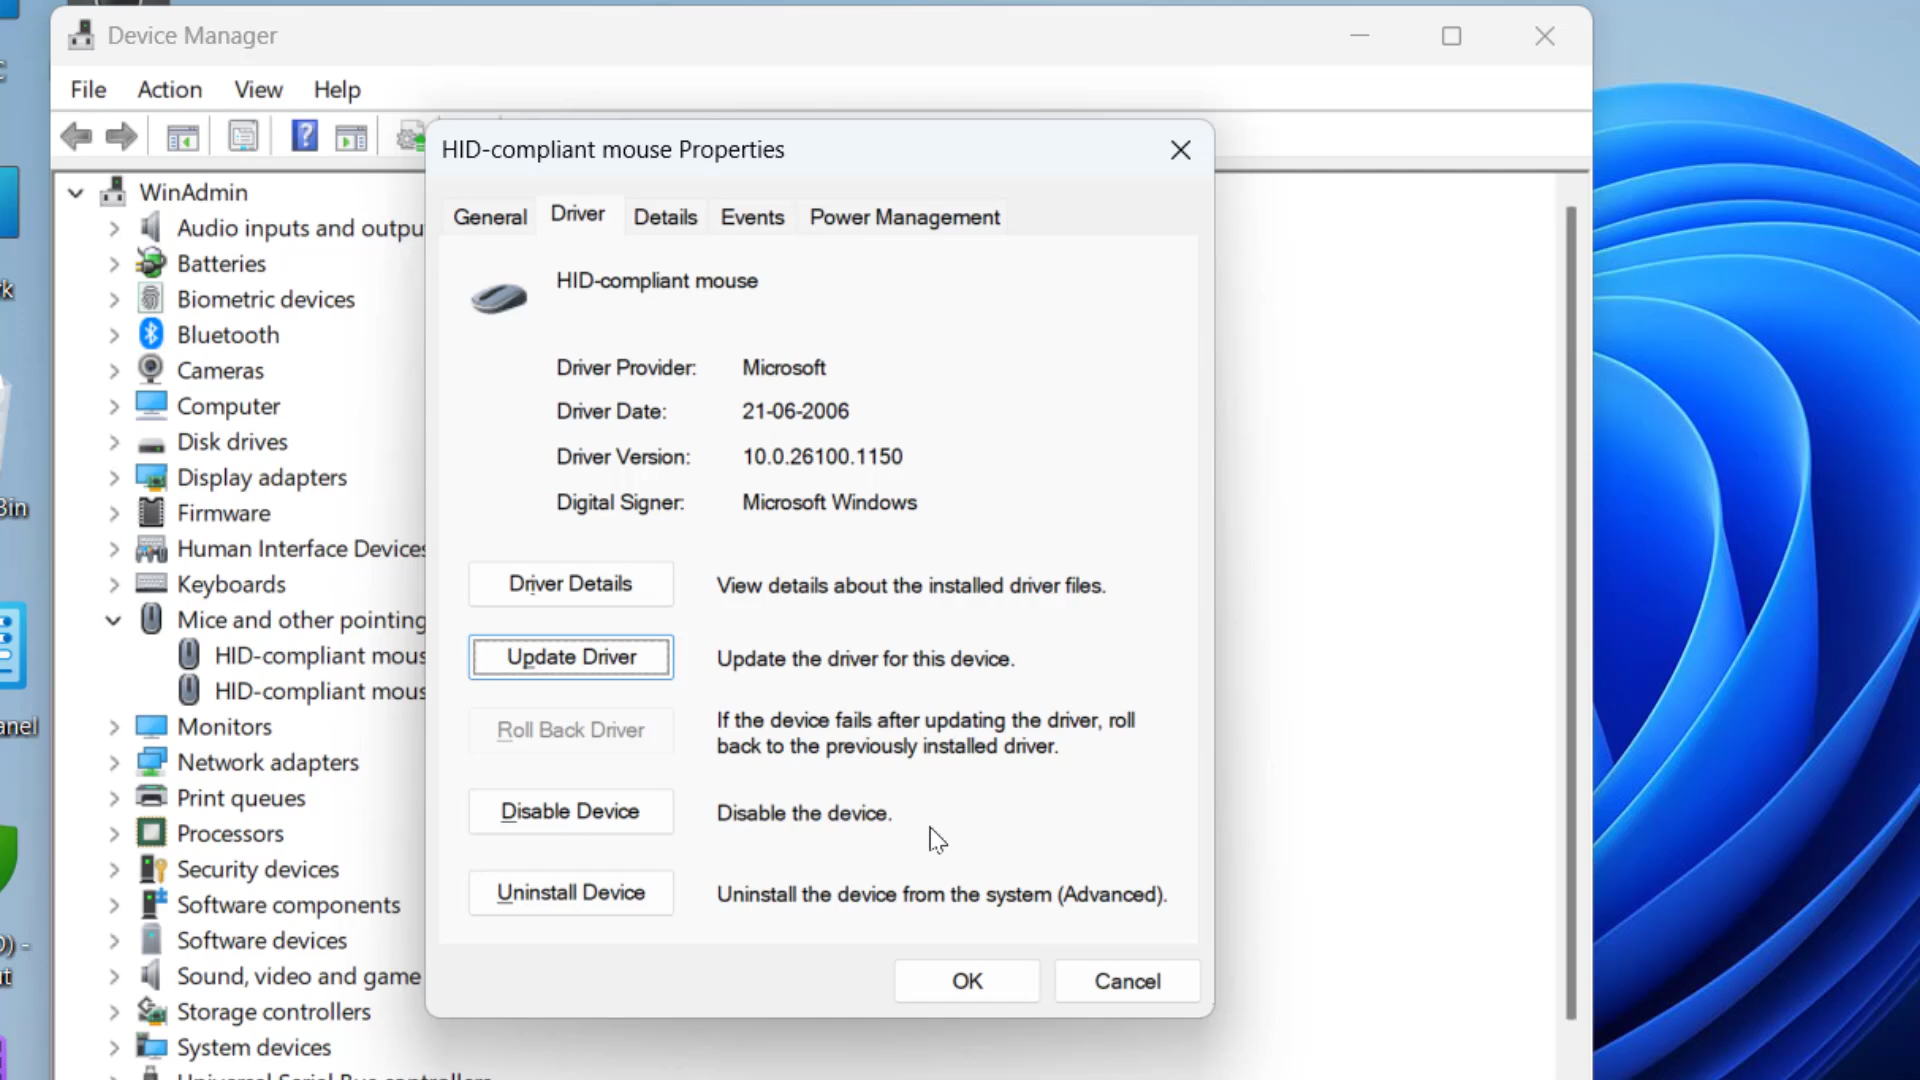 Device Manager
File Action View Help
HID-compliant mouse Properties
General Driver Details Events Power Management
HID-compliant mouse
Driver Provider: Microsoft
Driver Date: 21-06-2006
Driver Version: 10.0.26100.1150
Digital Signer: Microsoft Windows
Driver Details View details about the installed driver files.
Update Driver Update the driver for this device.
Roll Back Driver If the device fails after updating the driver, roll
back to the previously installed driver.
Disable Device Disable the device.
Uninstall Device Uninstall the device from the system (Advanced).
OK Cancel
WinAdmin
Audio inputs and outpu
Batteries
Biometric devices
Bluetooth
Cameras
Computer
Disk drives
Display adapters
Firmware
Human Interface Devices
Keyboards
Mice and other pointing
HID-compliant mous
HID-compliant mous
Monitors
Network adapters
Print queues
Processors
Security devices
Software components
Software devices
Sound, video and game
Storage controllers
System devices
Universal Serial Bus controllers
Bin
anel